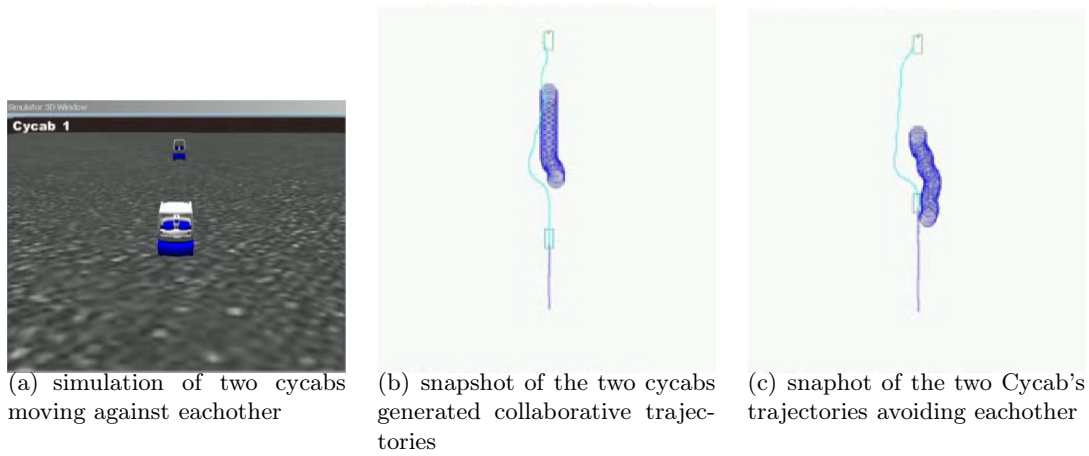 Simulator 3D Window
Cycab 1
(a) simulation of two cycabs
moving against eachother
(b) snapshot of the two cycabs
generated collaborative trajec-
tories
(c) snaphot of the two Cycab's
trajectories avoiding eachother